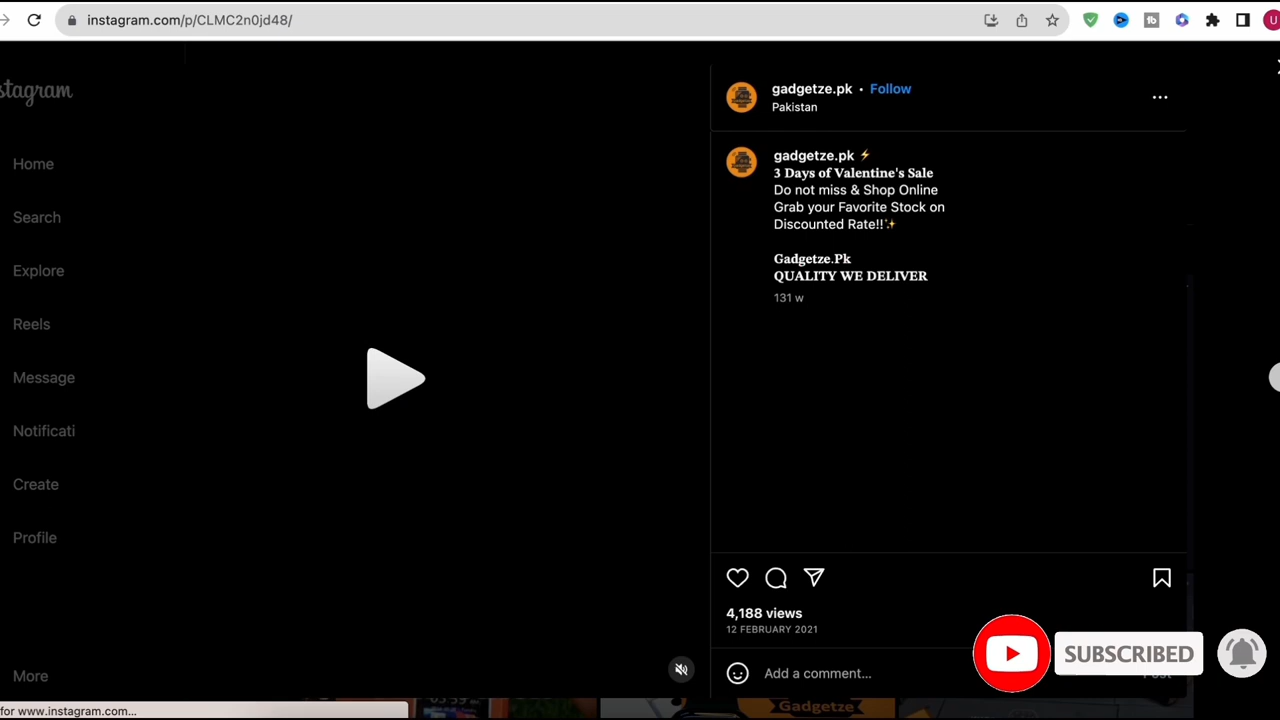 instagram.com/p/CLMC2n0jd48/
stagram
Home
Search
Explore
Reels
Message
Notificati
Create
Profile
More
for www.instagram.com...
gadgetze.pk • Follow
Pakistan
gadgetze.pk ⚡
3 Days of Valentine's Sale
Do not miss & Shop Online
Grab your Favorite Stock on
Discounted Rate!!✨
Gadgetze.Pk
QUALITY WE DELIVER
131 w
4,188 views
12 FEBRUARY 2021
Add a comment...
Post
SUBSCRIBED
Gadgetze
U
tb